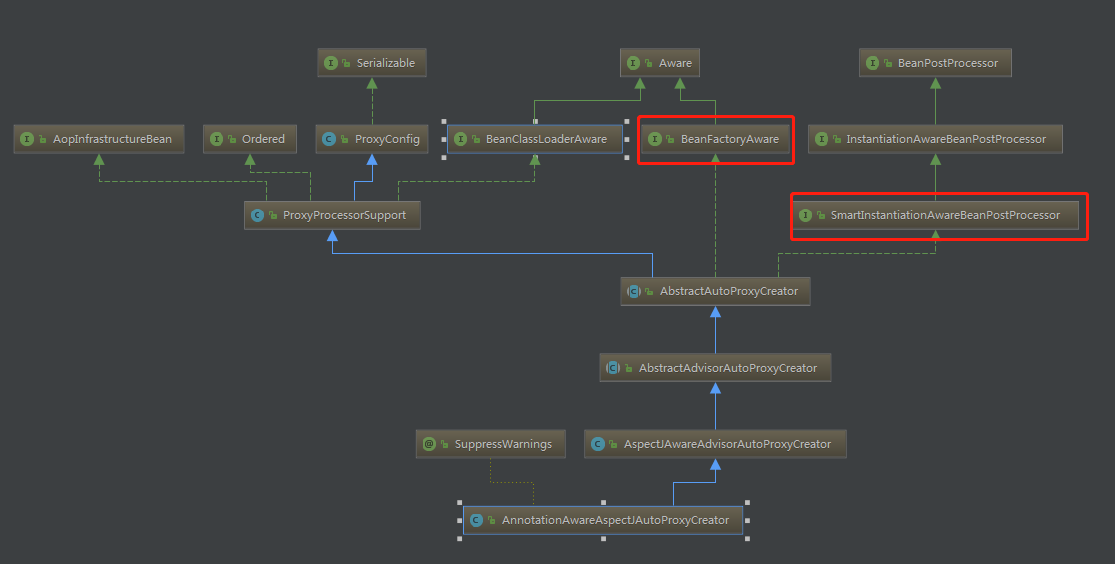 Serializable
Aware
BeanPostProcessor
AopInfrastructureBean
Ordered
ProxyConfig
BeanClassLoaderAware
BeanFactoryAware
InstantiationAwareBeanPostProcessor
ProxyProcessorSupport
SmartInstantiationAwareBeanPostProcessor
AbstractAutoProxyCreator
AbstractAdvisorAutoProxyCreator
SuppressWarnings
AspectJAwareAdvisorAutoProxyCreator
AnnotationAwareAspectJAutoProxyCreator